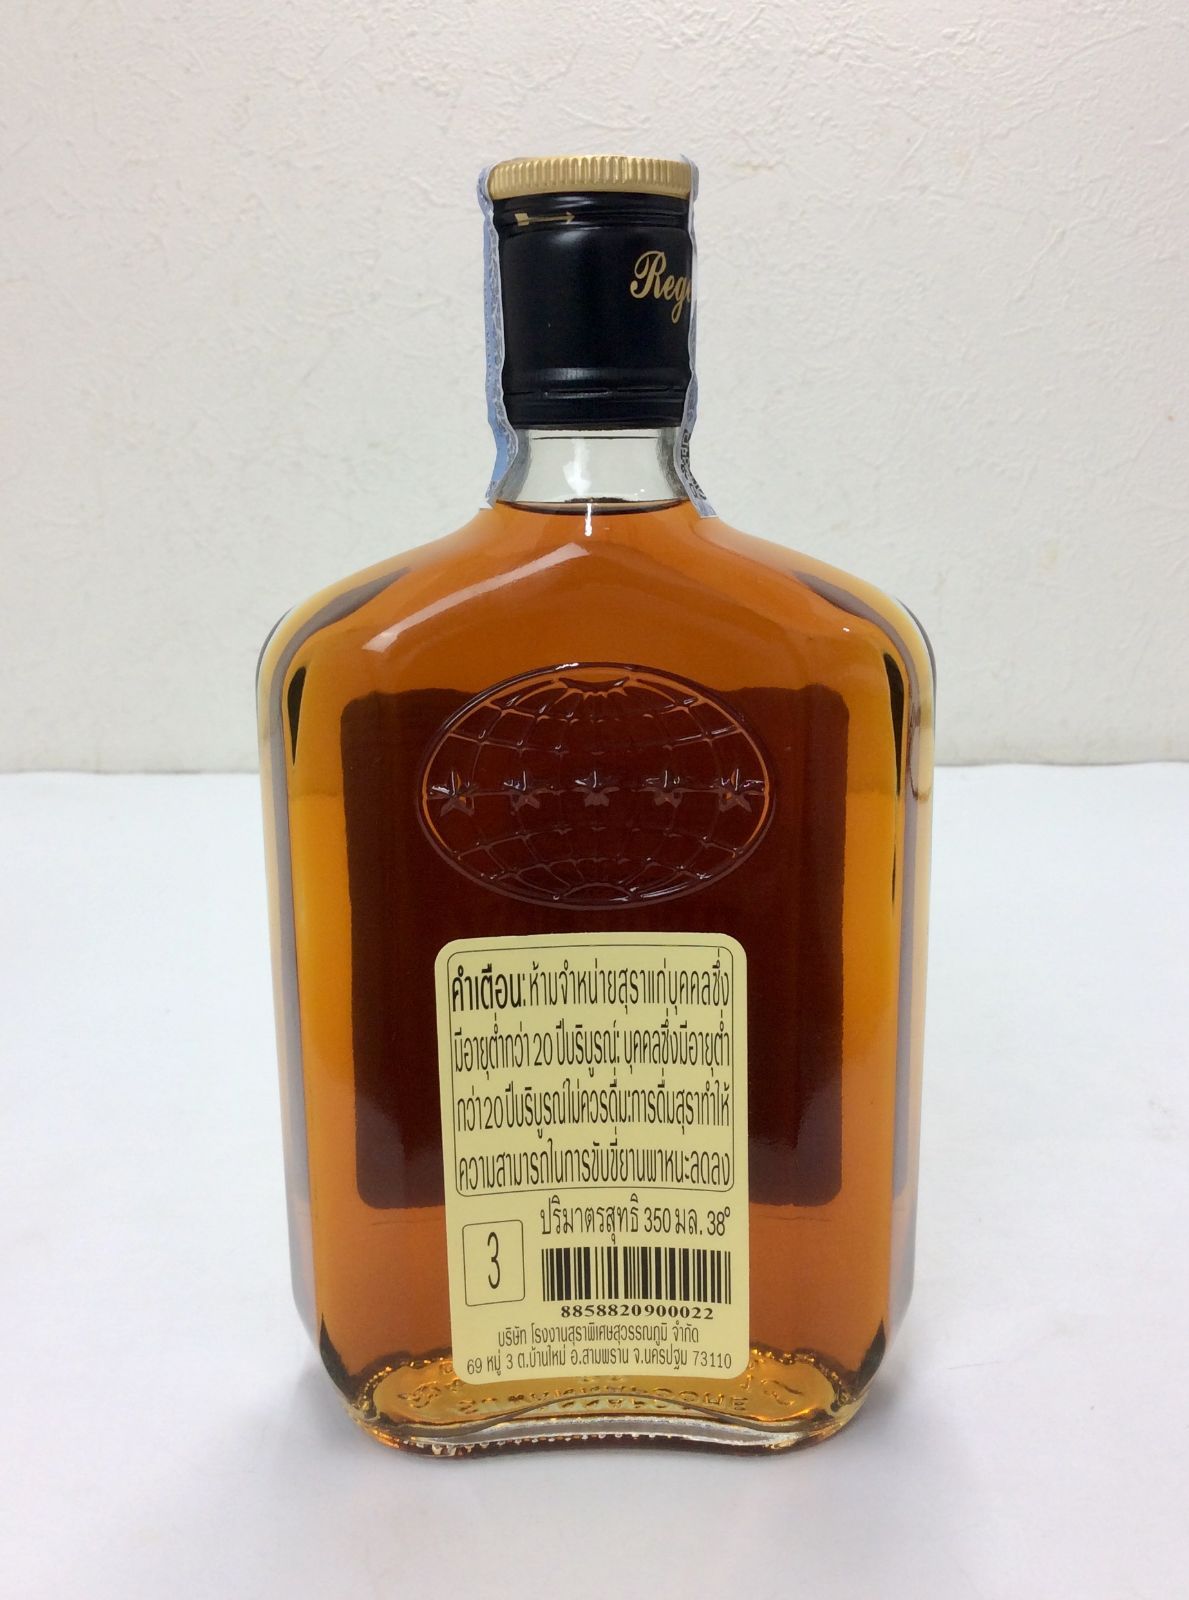 คำเตือน: ห้ามจำหน่ายสุราแก่บุคคลซึ่ง
มีอายุต่ำกว่า 20 ปีบริบูรณ์: บุคคลซึ่งมีอายุต่ำ
กว่า 20 ปีบริบูรณ์ไม่ควรดื่ม:การดื่มสุราทำให้
ความสามารถในการขับขี่ยานพาหนะลดลง
ปริมาตรสุทธิ 350 มล. 38°
3
8858820900022
บริษัท โรงงานสุราพิเศษสุวรรณภูมิ จำกัด
69 หมู่ 3 ต.บ้านใหม่ อ.สามพราน จ.นครปฐม 73110